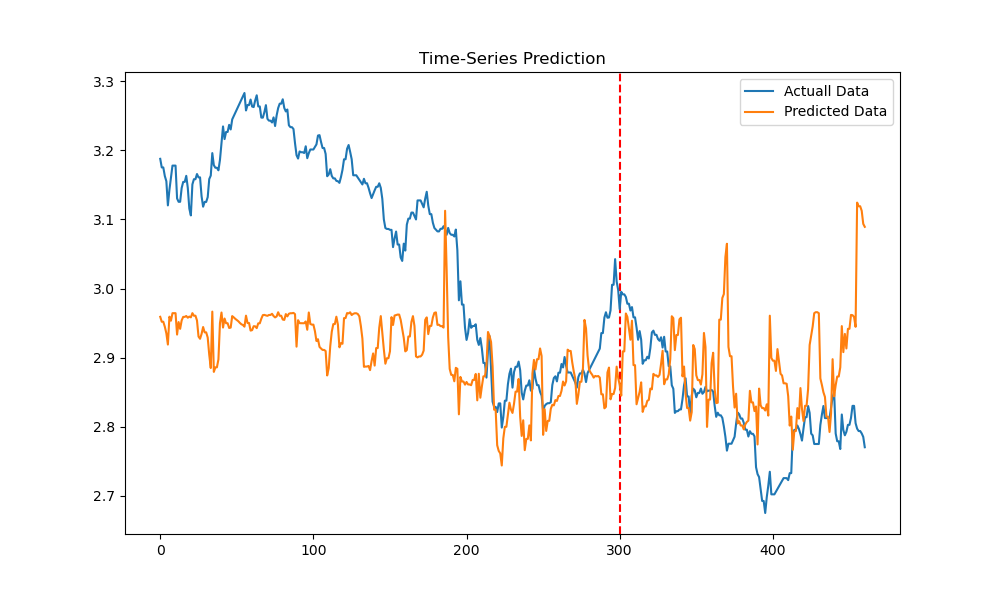 Time-Series Prediction
Actuall Data
Predicted Data
3.3
3.2
3.1
3.0
2.9
2.8
2.7
0 100 200 300 400